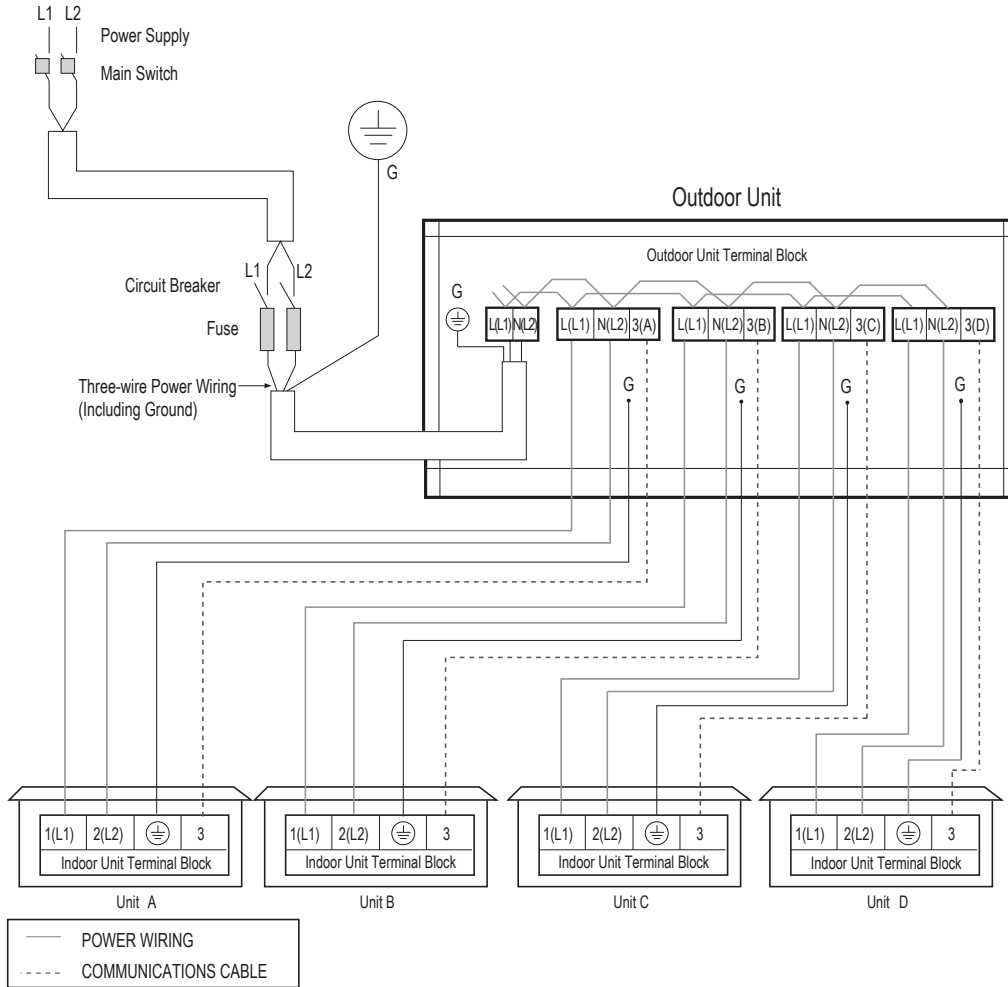 L1 L2
Power Supply
Main Switch
G
Outdoor Unit
Outdoor Unit Terminal Block
L1 L2
Circuit Breaker
Fuse
Three-wire Power Wiring
(Including Ground)
G
L(L1) N(L2) L(L1) N(L2) 3(A) L(L1) N(L2) 3(B) L(L1) N(L2) 3(C) L(L1) N(L2) 3(D)
G G G G
1(L1) 2(L2) 3 1(L1) 2(L2) 3 1(L1) 2(L2) 3 1(L1) 2(L2) 3
Indoor Unit Terminal Block Indoor Unit Terminal Block Indoor Unit Terminal Block Indoor Unit Terminal Block
Unit A Unit B Unit C Unit D
POWER WIRING
COMMUNICATIONS CABLE